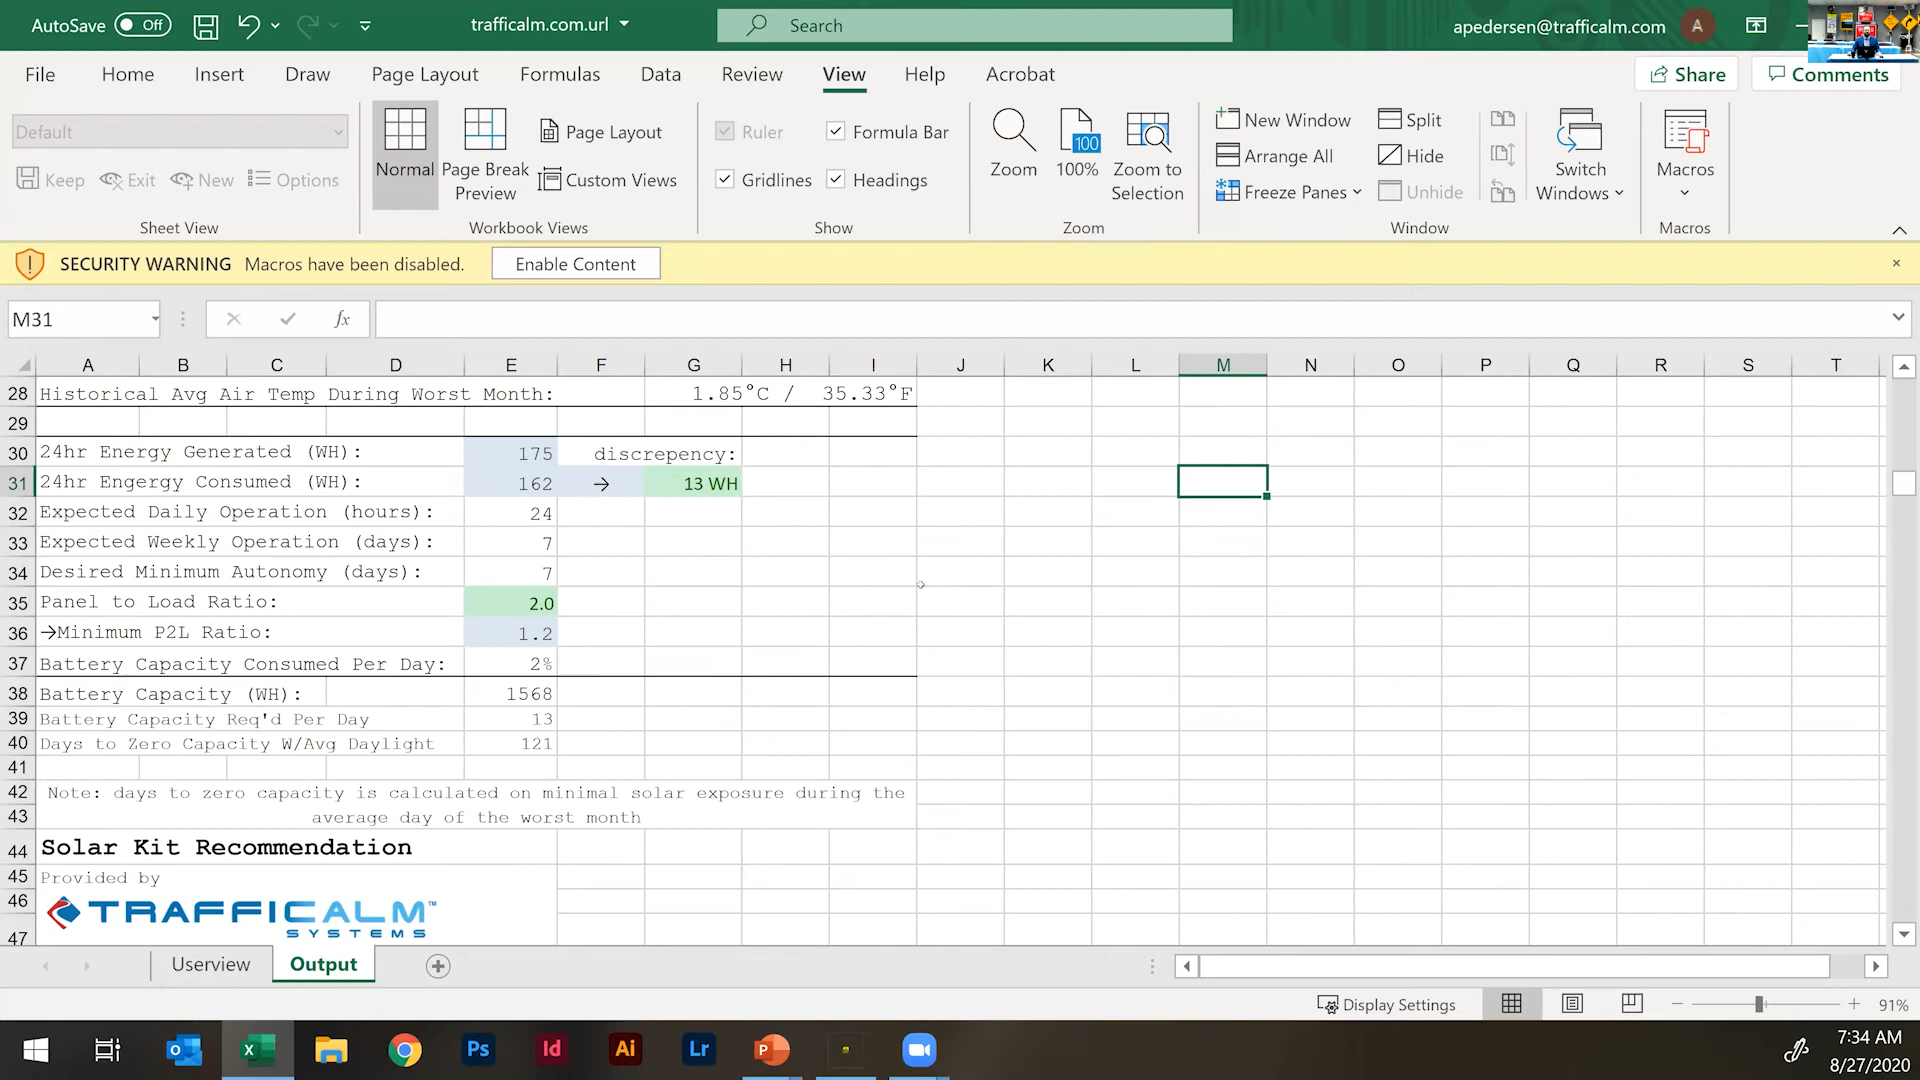 AutoSave Off trafficalm.com.url Search apedersen@trafficalm.com A
File Home Insert Draw Page Layout Formulas Data Review View Help Acrobat Share Comments
Default
Keep Exit New Options
Sheet View
Normal
Page Break Preview
Page Layout
Custom Views
Workbook Views
Ruler Formula Bar
Gridlines Headings
Show
Zoom
100
100%
Zoom to Selection
Zoom
New Window
Arrange All
Freeze Panes
Split
Hide
Unhide
Switch Windows
Window
Macros
Macros
SECURITY WARNING Macros have been disabled. Enable Content
M31 fx
A B C D E F G H I J K L M N O P Q R S T
28 Historical Avg Air Temp During Worst Month: 1.85°C / 35.33°F
29
30 24hr Energy Generated (WH): 175 discrepency:
31 24hr Engergy Consumed (WH): 162 → 13 WH
32 Expected Daily Operation (hours): 24
33 Expected Weekly Operation (days): 7
34 Desired Minimum Autonomy (days): 7
35 Panel to Load Ratio: 2.0
36 →Minimum P2L Ratio: 1.2
37 Battery Capacity Consumed Per Day: 2%
38 Battery Capacity (WH): 1568
39 Battery Capacity Req'd Per Day 13
40 Days to Zero Capacity W/Avg Daylight 121
41
42 Note: days to zero capacity is calculated on minimal solar exposure during the
43 average day of the worst month
44 Solar Kit Recommendation
45 Provided by
46 TRAFFICALM™
47 SYSTEMS
Userview Output
Display Settings 91%
Ps Id Ai Lr
7:34 AM
8/27/2020